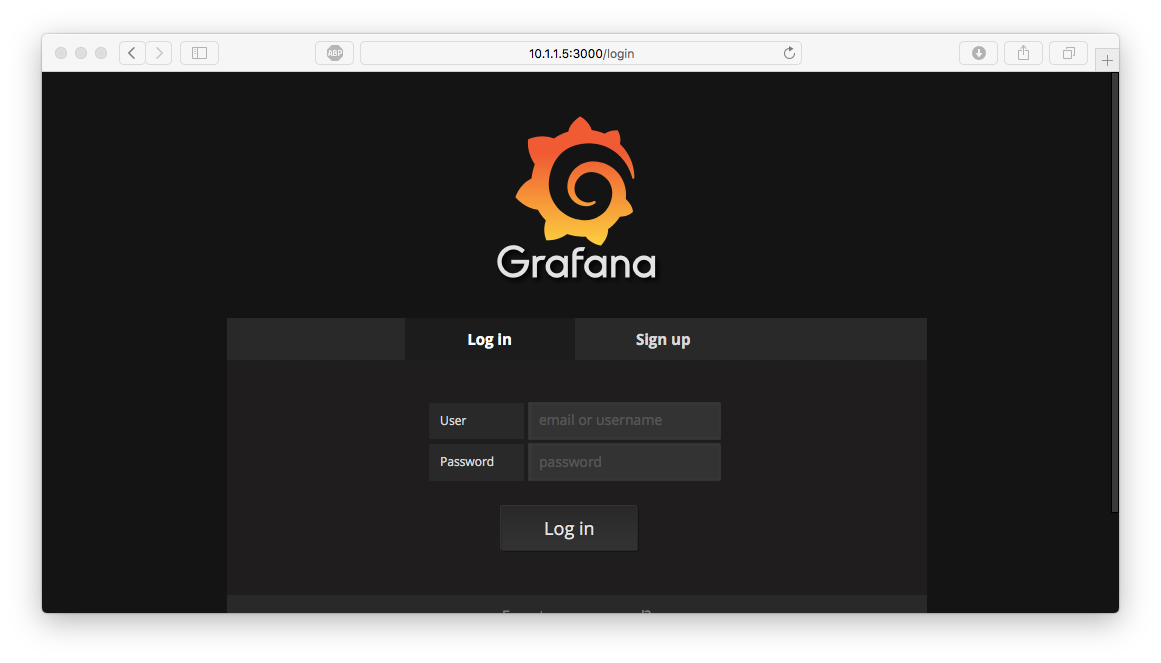 ABP
10.1.1.5:3000/login
Grafana
Log in
Sign up
User
email or username
Password
password
Log in